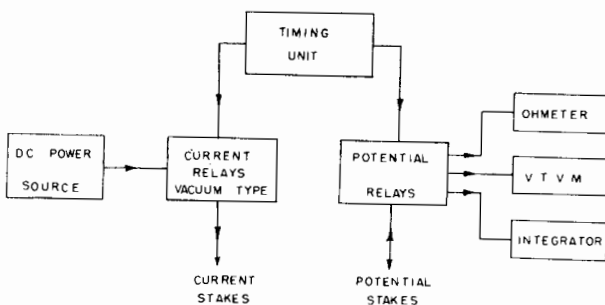 TIMING
UNIT
DC POWER
SOURCE
CURRENT
RELAYS
VACUUM TYPE
POTENTIAL
RELAYS
OHMETER
V T V M
INTEGRATOR
CURRENT
STAKES
POTENTIAL
STAKES